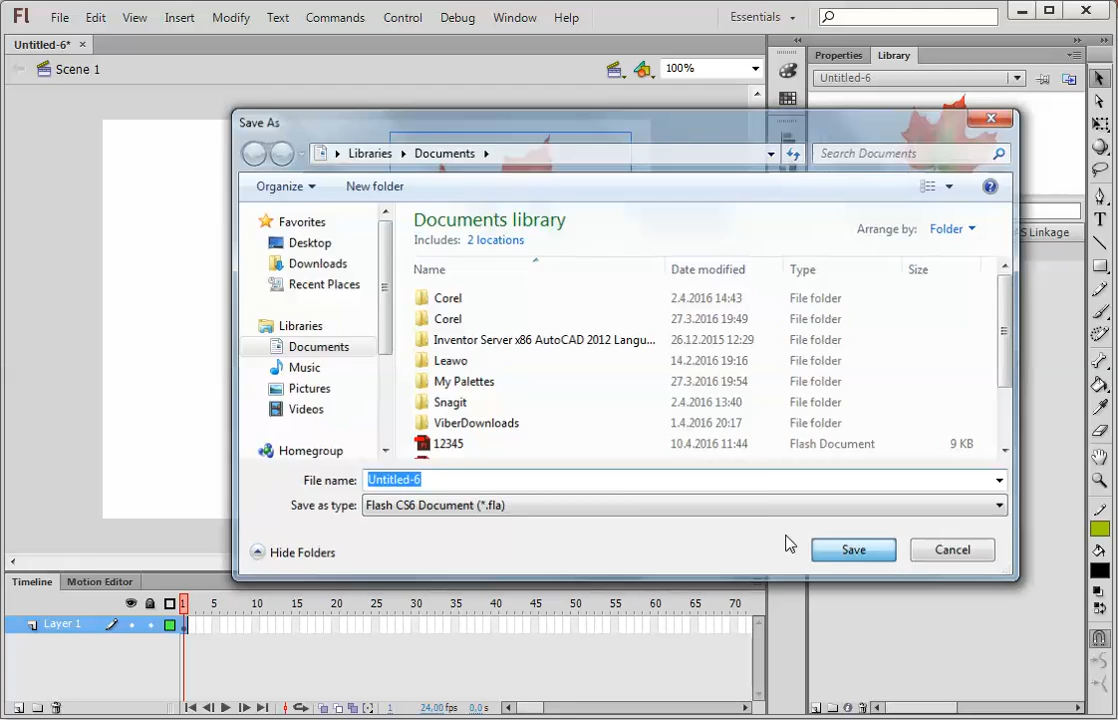 Fl File Edit View Insert Modify Text Commands Control Debug Window Help Essentials
Untitled-6* ×
Scene 1 100%
Properties Library
Untitled-6
Save As
Libraries Documents Search Documents
Organize New folder
Favorites
Desktop
Downloads
Recent Places
Libraries
Documents
Music
Pictures
Videos
Homegroup
Documents library
Includes: 2 locations
Arrange by: Folder
Name Date modified Type Size
Corel 2.4.2016 14:43 File folder
Corel 27.3.2016 19:49 File folder
Inventor Server x86 AutoCAD 2012 Langu... 26.12.2015 12:29 File folder
Leawo 14.2.2016 19:16 File folder
My Palettes 27.3.2016 19:54 File folder
Snagit 2.4.2016 13:40 File folder
ViberDownloads 1.4.2016 20:17 File folder
12345 10.4.2016 11:44 Flash Document 9 KB
S Linkage
File name: Untitled-6
Save as type: Flash CS6 Document (*.fla)
Hide Folders Save Cancel
Timeline Motion Editor
1 5 10 15 20 25 30 35 40 45 50 55 60 65 70
Layer 1
1 24.00 fps 0.0 s